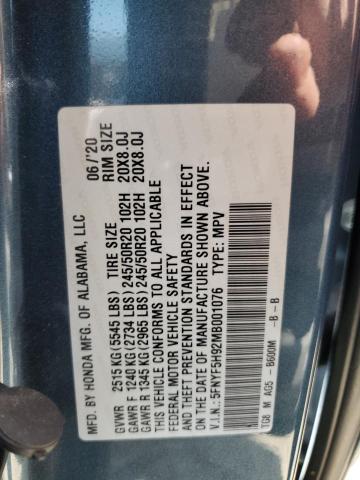 MFD. BY HONDA MFG. OF ALABAMA, LLC 06/'20
TIRE SIZE RIM SIZE
GVWR 2515 KG(5545 LBS)
GAWR F 1240 KG(2734 LBS) 245/50R20 102H 20X8.0J
GAWR R 1345 KG(2965 LBS) 245/50R20 102H 20X8.0J
THIS VEHICLE CONFORMS TO ALL APPLICABLE
FEDERAL MOTOR VEHICLE SAFETY
AND THEFT PREVENTION STANDARDS IN EFFECT
ON THE DATE OF MANUFACTURE SHOWN ABOVE.
V.I.N.: 5FNYF5H92MB001076 TYPE: MPV
TG8 M AG5 -B600M -B -B